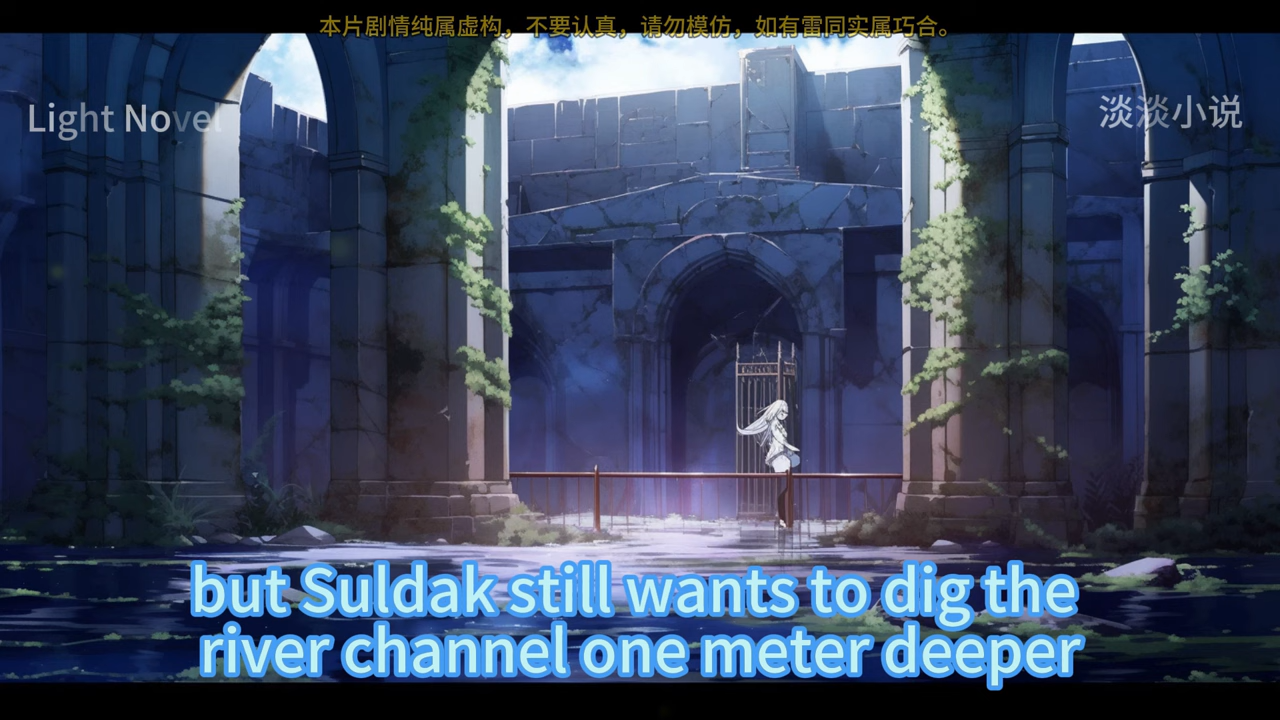 本片剧情纯属虚构，不要认真，请勿模仿，如有雷同实属巧合。
Light Novel
淡淡小说
but Suldak still wants to dig the
river channel one meter deeper